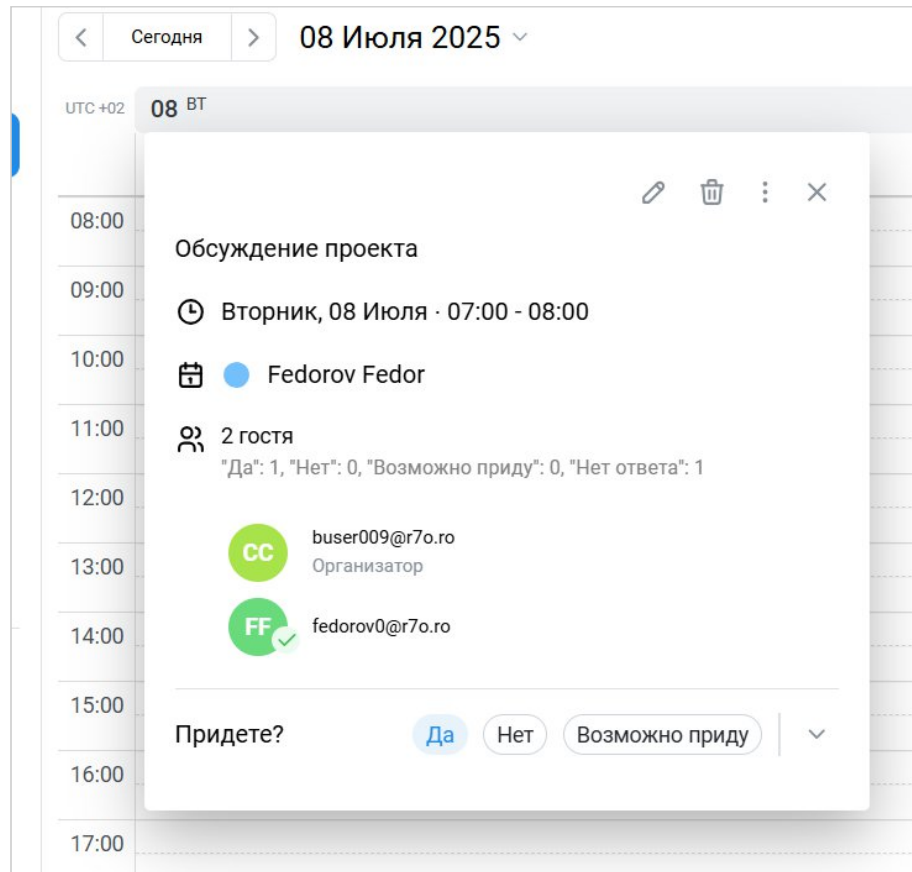 Сегодня
08 Июля 2025
UTC +02
08 ВТ
08:00
09:00
10:00
11:00
12:00
13:00
14:00
15:00
16:00
17:00
Обсуждение проекта
Вторник, 08 Июля · 07:00 - 08:00
Fedorov Fedor
2 гостя
"Да": 1, "Нет": 0, "Возможно приду": 0, "Нет ответа": 1
CC
buser009@r7o.ro
Организатор
FF
fedorov0@r7o.ro
Придете?
Да
Нет
Возможно приду